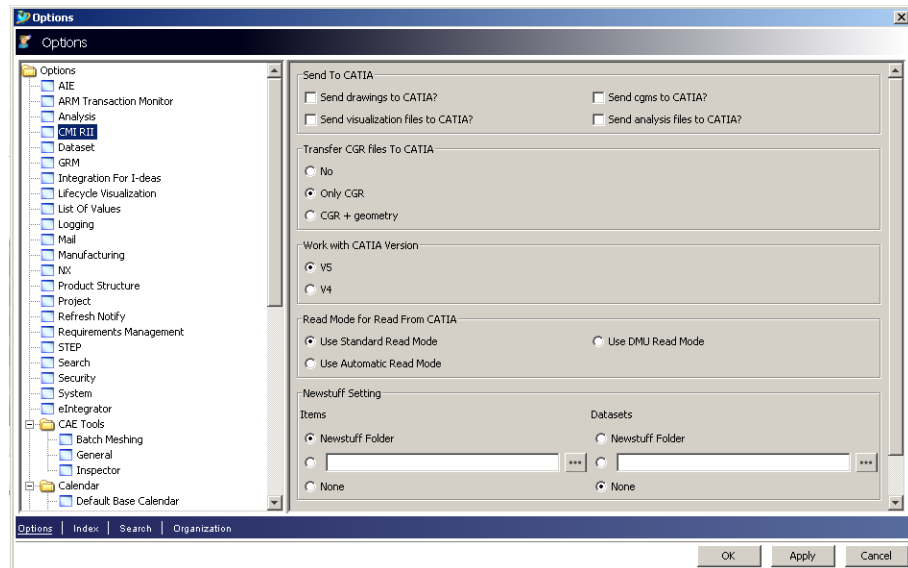 Options
Options
Options
AIE
ARM Transaction Monitor
Analysis
CMI RII
Dataset
GRM
Integration For I-deas
Lifecycle Visualization
List Of Values
Logging
Mail
Manufacturing
NX
Product Structure
Project
Refresh Notify
Requirements Management
STEP
Search
Security
System
eIntegrator
CAE Tools
Batch Meshing
General
Inspector
Calendar
Default Base Calendar
Send To CATIA
Send drawings to CATIA? Send cgms to CATIA?
Send visualization files to CATIA? Send analysis files to CATIA?
Transfer CGR files To CATIA
No
Only CGR
CGR + geometry
Work with CATIA Version
V5
V4
Read Mode for Read From CATIA
Use Standard Read Mode Use DMU Read Mode
Use Automatic Read Mode
Newstuff Setting
Items Datasets
Newstuff Folder Newstuff Folder
... ...
None None
Options | Index | Search | Organization
OK Apply Cancel